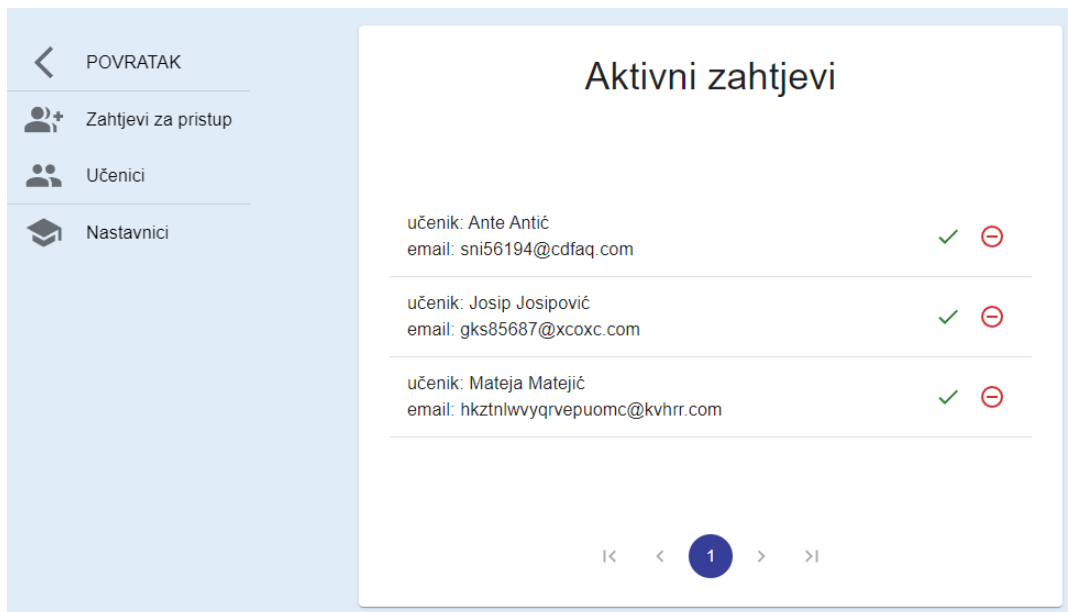 POVRATAK
Zahtjevi za pristup
Učenici
Nastavnici
Aktivni zahtjevi
učenik: Ante Antić
email: sni56194@cdfaq.com
učenik: Josip Josipović
email: gks85687@xcoxc.com
učenik: Mateja Matejić
email: hkztnlwvyqrvepuomc@kvhrr.com
1